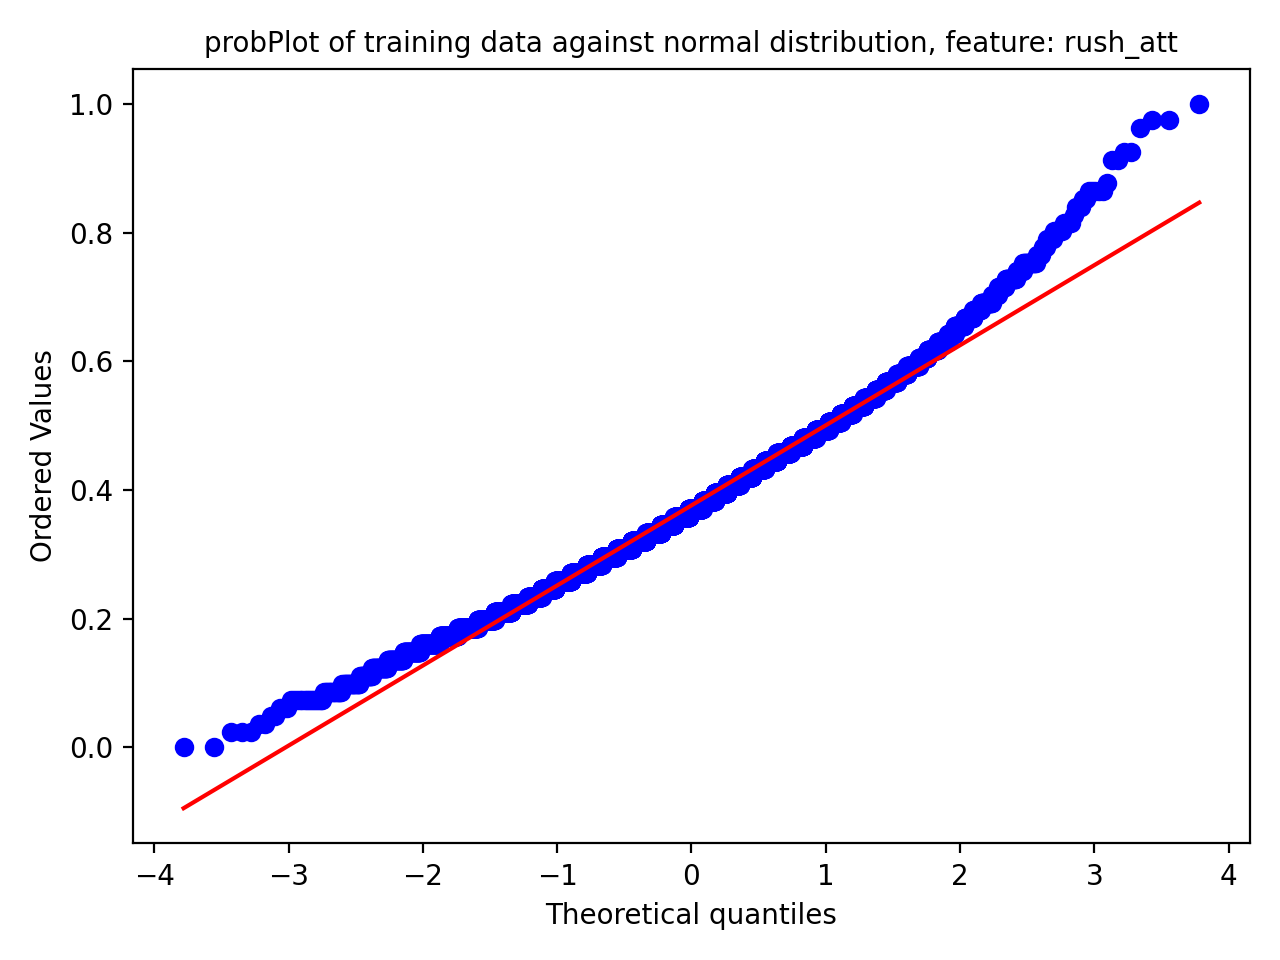 probPlot of training data against normal distribution, feature: rush_att
1.0
0.8
0.6
0.4
0.2
0.0
Ordered Values
−4 −3 −2 −1 0 1 2 3 4
Theoretical quantiles